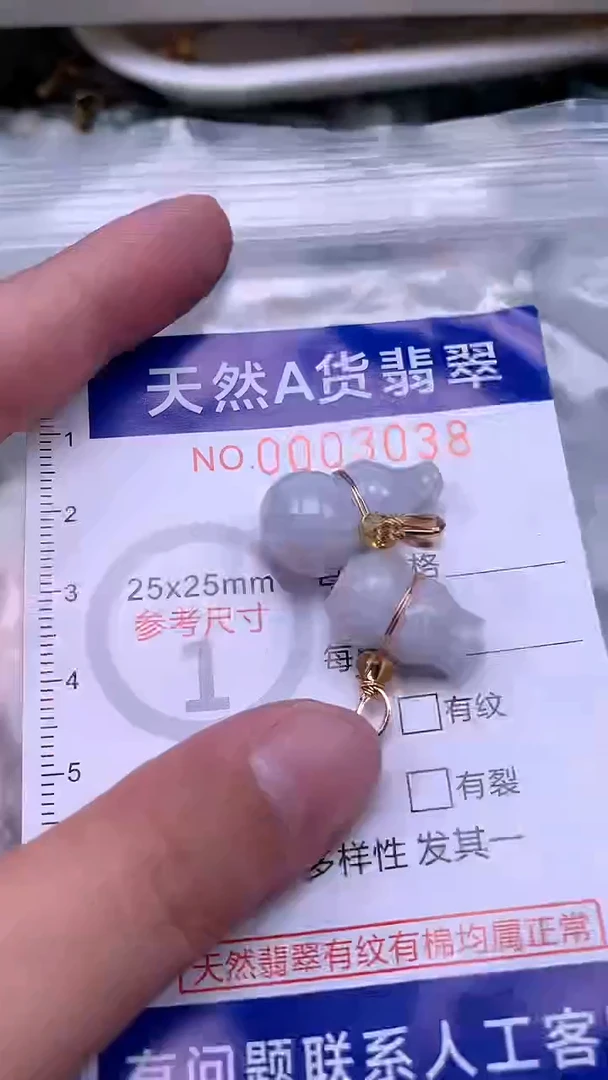 天然A货翡翠
NO.0003038
1
2
3
4
5
25x25mm
参考尺寸
1
格
每
有纹
有裂
多样性 发其一
天然翡翠有纹有棉均属正常
有问题联系人工客